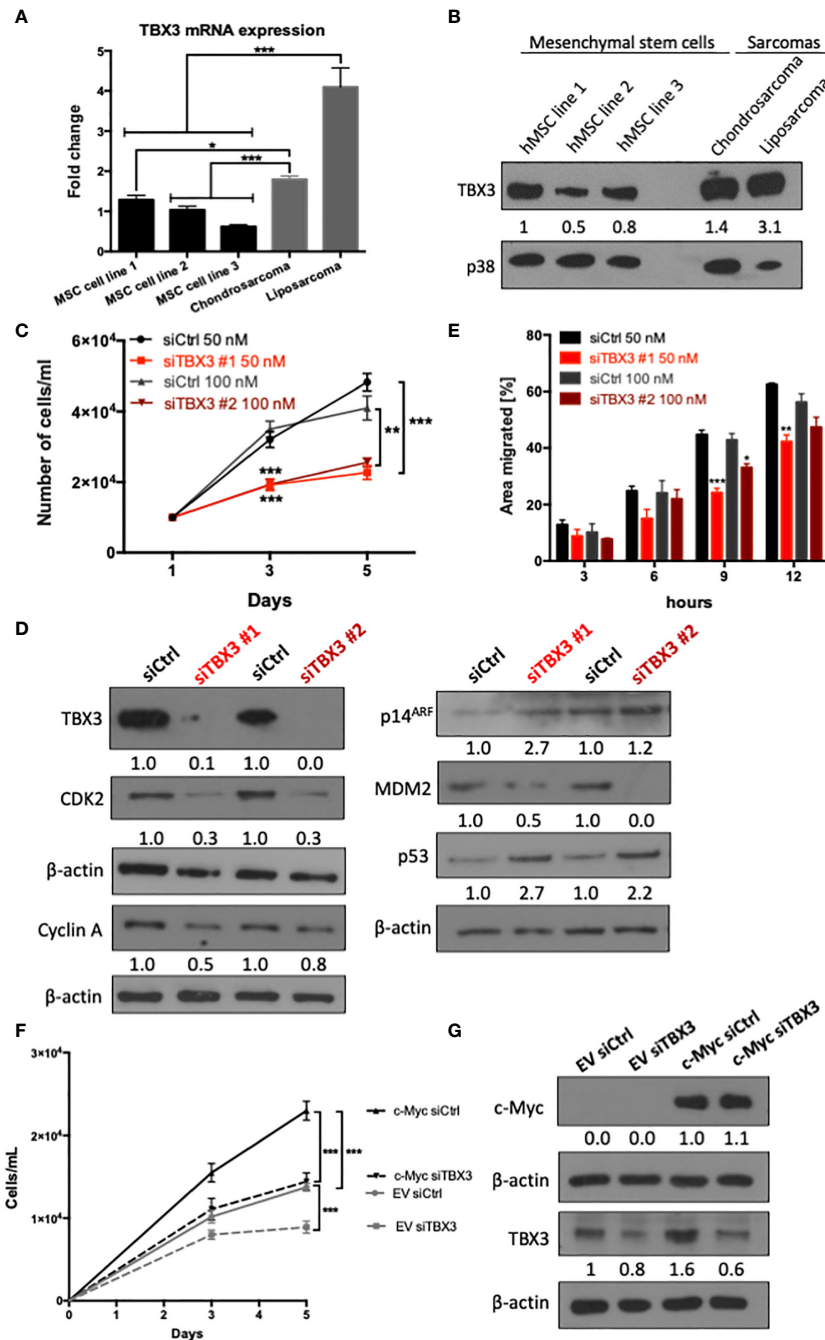 A
TBX3 mRNA expression
Fold change
5
4
3
2
1
0
***
*
***
MSC cell line 1
MSC cell line 2
MSC cell line 3
Chondrosarcoma
Liposarcoma
B
Mesenchymal stem cells
Sarcomas
hMSC line 1
hMSC line 2
hMSC line 3
Chondrosarcoma
Liposarcoma
TBX3
1 0.5 0.8 1.4 3.1
p38
C
Number of cells/ml
6×10⁴
4×10⁴
2×10⁴
0
siCtrl 50 nM
siTBX3 #1 50 nM
siCtrl 100 nM
siTBX3 #2 100 nM
***
***
**
***
1 3 5
Days
E
Area migrated [%]
80
60
40
20
0
siCtrl 50 nM
siTBX3 #1 50 nM
siCtrl 100 nM
siTBX3 #2 100 nM
***
*
**
3 6 9 12
hours
D
siCtrl
siTBX3 #1
siCtrl
siTBX3 #2
TBX3
1.0 0.1 1.0 0.0
CDK2
1.0 0.3 1.0 0.3
β-actin
Cyclin A
1.0 0.5 1.0 0.8
β-actin
siCtrl
siTBX3 #1
siCtrl
siTBX3 #2
p14ARF
1.0 2.7 1.0 1.2
MDM2
1.0 0.5 1.0 0.0
p53
1.0 2.7 1.0 2.2
β-actin
F
Cells/mL
3×10⁴
2×10⁴
1×10⁴
0
0 1 2 3 4 5
Days
***
***
***
c-Myc siCtrl
c-Myc siTBX3
EV siCtrl
EV siTBX3
G
EV siCtrl
EV siTBX3
c-Myc siCtrl
c-Myc siTBX3
c-Myc
0.0 0.0 1.0 1.1
β-actin
TBX3
1 0.8 1.6 0.6
β-actin